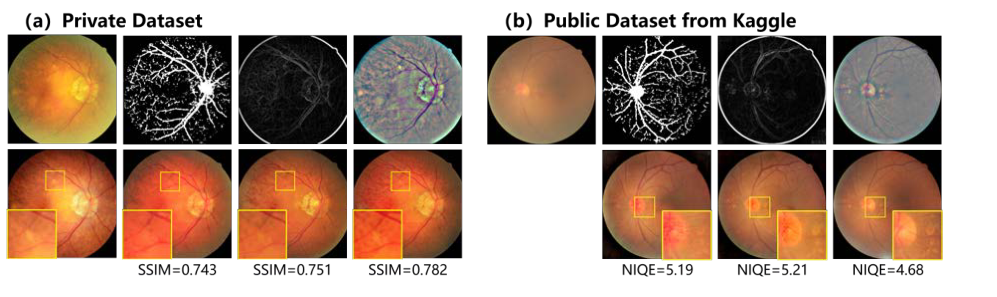 (a) Private Dataset
(b) Public Dataset from Kaggle
SSIM=0.743
SSIM=0.751
SSIM=0.782
NIQE=5.19
NIQE=5.21
NIQE=4.68